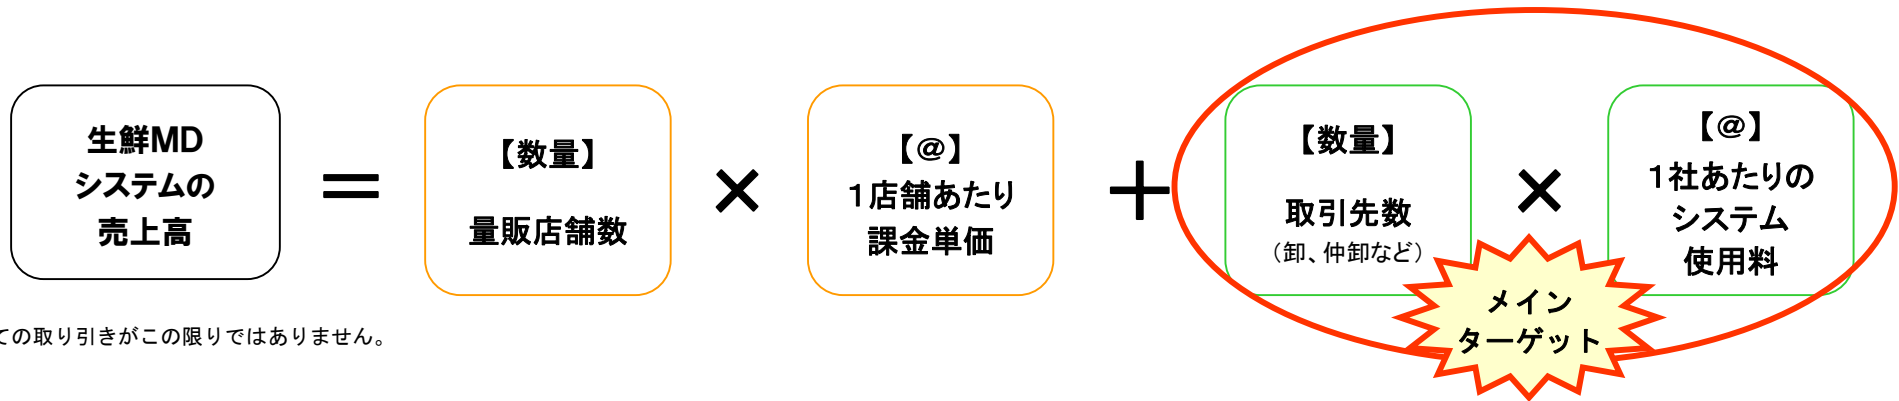 生鮮MD
システムの
売上高
＝
【数量】
量販店舗数
×
【＠】
１店舗あたり
課金単価
＋
【数量】
取引先数
（卸、仲卸など）
×
【＠】
１社あたりの
システム
使用料
メイン
ターゲット
ての取り引きがこの限りではありません。